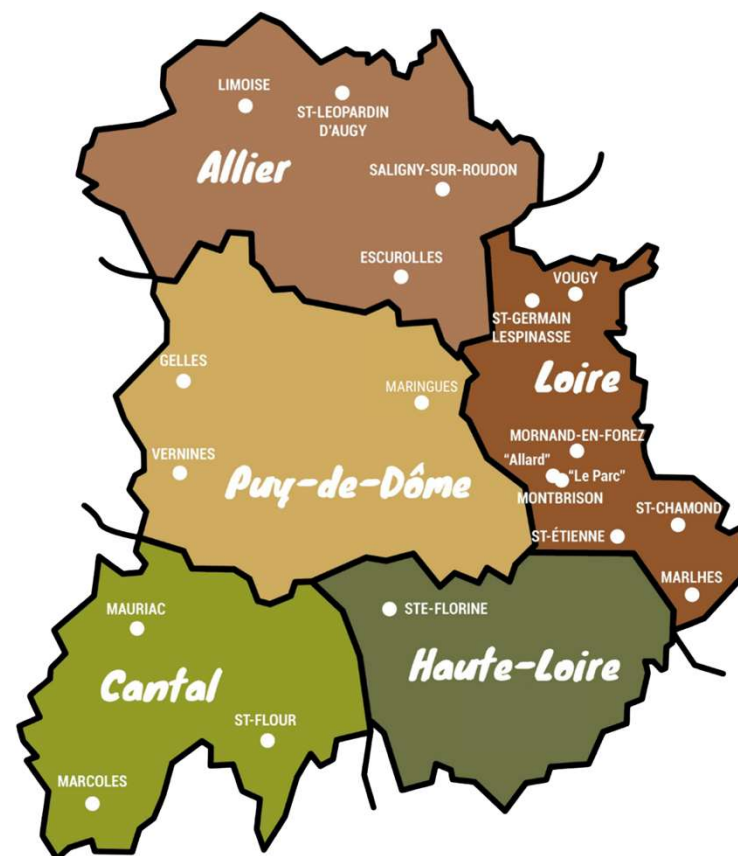 LIMOISE
ST-LEOPARDIN
D'AUGY
Allier
SALIGNY-SUR-ROUDON
ESCUROLLES
VOUGY
ST-GERMAIN
LESPINASSE
GELLES
MARINGUES
Loire
VERNINES
Puy-de-Dôme
MORNAND-EN-FOREZ
"Allard"
"Le Parc"
MONTBRISON
ST-CHAMOND
ST-ÉTIENNE
MARLHES
MAURIAC
STE-FLORINE
Cantal
Haute-Loire
ST-FLOUR
MARCOLES